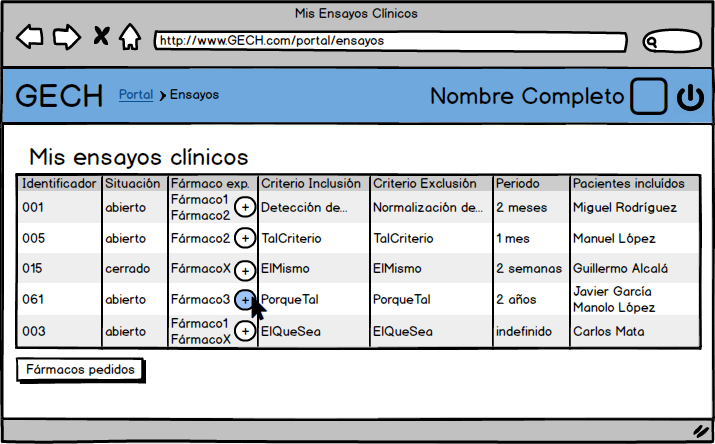 Mis Ensayos Clínicos
http://www.GECH.com/portal/ensayos
GECH Portal Ensayos Nombre Completo
Mis ensayos clínicos
Identificador Situación Fármaco exp. Criterio Inclusión Criterio Exclusión Periodo Pacientes incluídos
001 abierto Fármaco1 Fármaco2 + Detección de... Normalización de... 2 meses Miguel Rodríguez
005 abierto Fármaco2 + TalCriterio TalCriterio 1 mes Manuel López
015 cerrado FármacoX + ElMismo ElMismo 2 semanas Guillermo Alcalá
061 abierto Fármaco3 + PorqueTal PorqueTal 2 años Javier García Manolo López
003 abierto Fármaco1 FármacoX + ElQueSea ElQueSea indefinido Carlos Mata
Fármacos pedidos